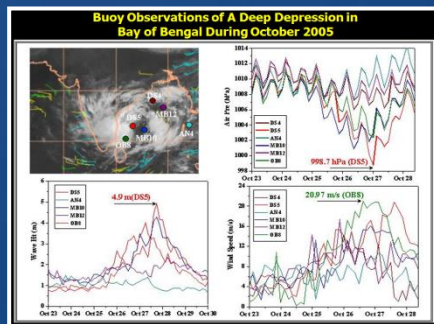 Buoy Observations of A Deep Depression in
Bay of Bengal During October 2005
DS4
MB12
DS5
MB10
OB8
AN4
Air Pre (hPa)
1014
1012
1010
1008
1006
1004
1002
1000
998
996
DS4
DS5
AN4
MB10
MB12
OB8
998.7 hPa (DS5)
Oct 23 Oct 24 Oct 25 Oct 26 Oct 27 Oct 28
Wave Ht (m)
6
5
4
3
2
1
0
DS5
AN4
MB10
MB12
OB8
4.9 m(DS5)
Oct 23 Oct 24 Oct 25 Oct 26 Oct 27 Oct 28 Oct 29 Oct 30
Wind Speed (m/s)
24
20
16
12
8
4
0
DS4
DS5
AN4
MB10
MB12
OB8
20.97 m/s (OB8)
Oct 23 Oct 24 Oct 25 Oct 26 Oct 27 Oct 28